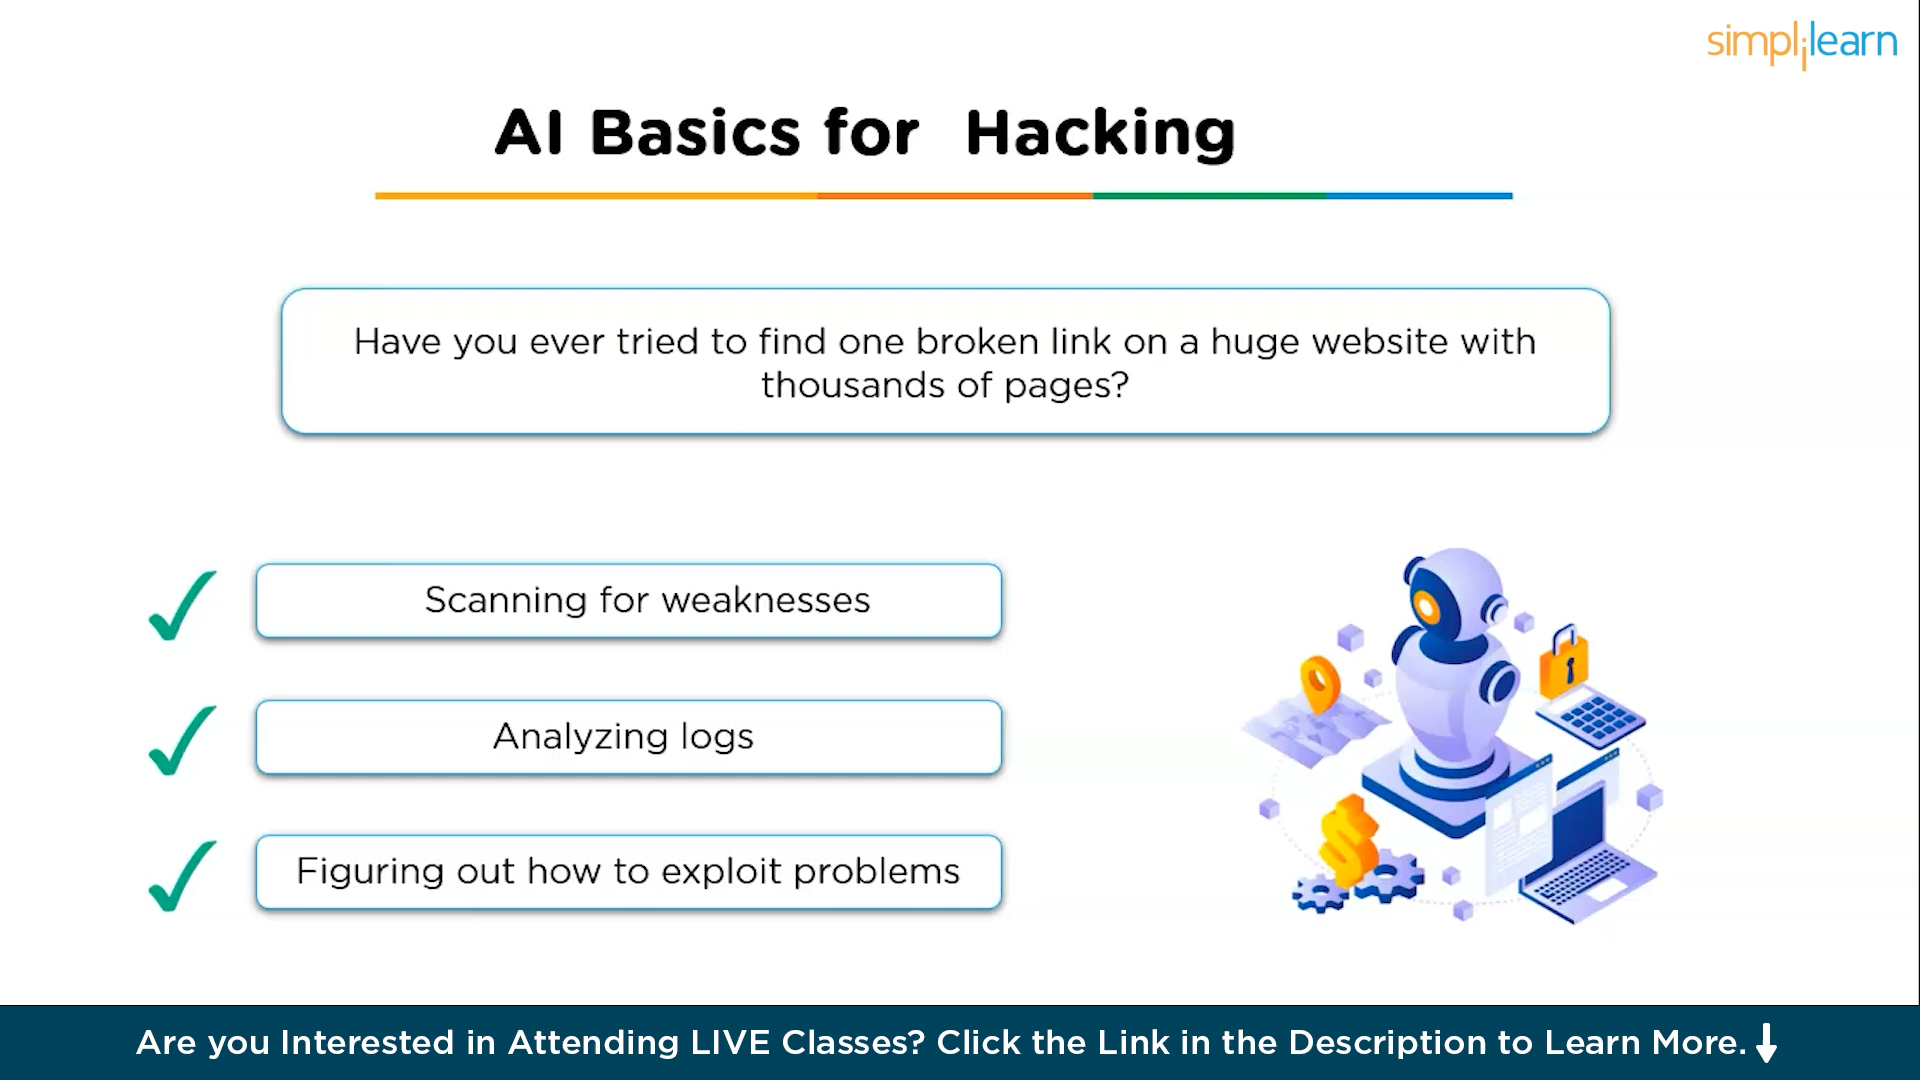 simplilearn
AI Basics for  Hacking
Have you ever tried to find one broken link on a huge website with
thousands of pages?
Scanning for weaknesses
Analyzing logs
Figuring out how to exploit problems
Are you Interested in Attending LIVE Classes? Click the Link in the Description to Learn More.